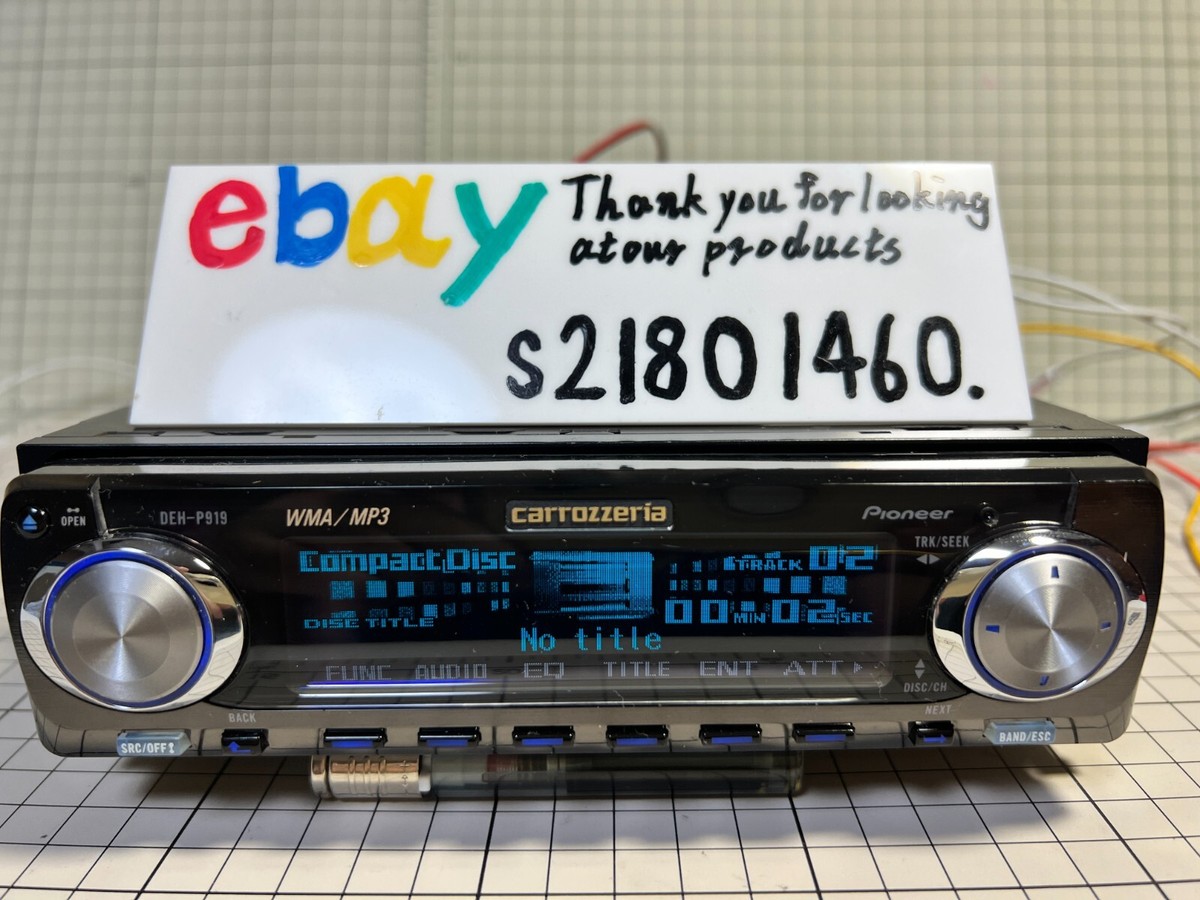 ebay
Thank you for looking
at our products
s21801460.
OPEN
DEH-P919
WMA/MP3
carrozzeria
Pioneer
TRK/SEEK
Compact Disc
TRACK 02
DISC TITLE
00 MIN 02 SEC
No title
FUNC AUDIO EQ TITLE ENT ATT
DISC/CH
BACK
NEXT
SRC/OFF
BAND/ESC